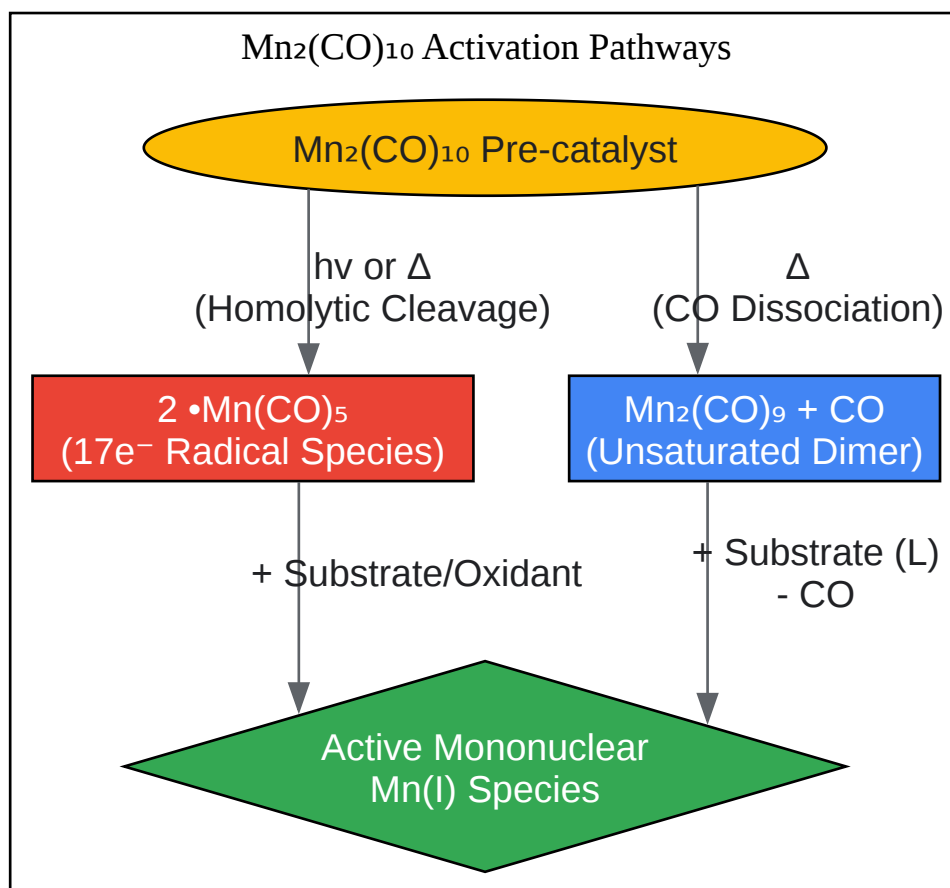 Mn₂(CO)₁₀ Activation Pathways
Mn₂(CO)₁₀ Pre-catalyst
hν or Δ
(Homolytic Cleavage)
Δ
(CO Dissociation)
2 •Mn(CO)₅
(17e⁻ Radical Species)
Mn₂(CO)₉ + CO
(Unsaturated Dimer)
+ Substrate/Oxidant
+ Substrate (L)
- CO
Active Mononuclear
Mn(I) Species